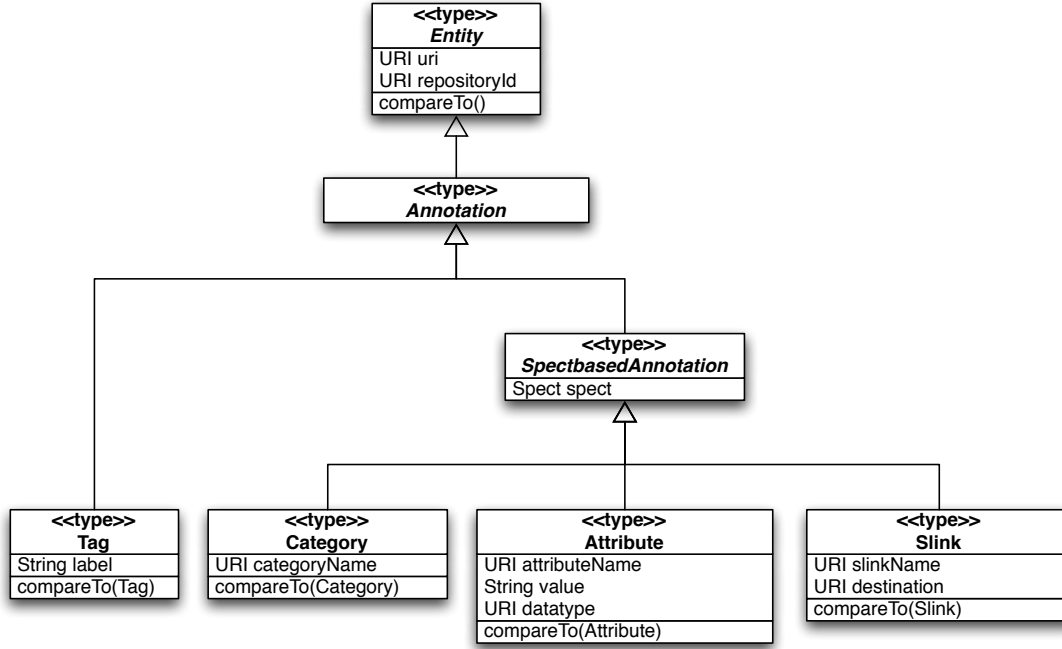 <<type>>
Entity
URI uri
URI repositoryId
compareTo()
<<type>>
Annotation
<<type>>
SpectbasedAnnotation
Spect spect
<<type>>
Tag
String label
compareTo(Tag)
<<type>>
Category
URI categoryName
compareTo(Category)
<<type>>
Attribute
URI attributeName
String value
URI datatype
compareTo(Attribute)
<<type>>
Slink
URI slinkName
URI destination
compareTo(Slink)